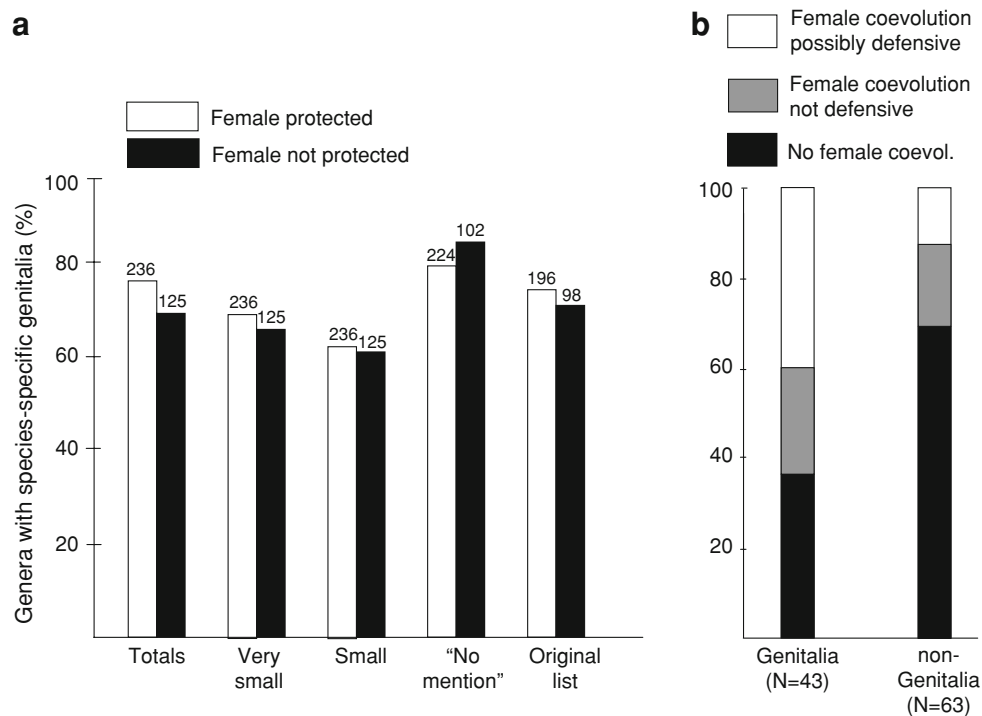 a
Female protected
Female not protected
Genera with species-specific genitalia (%)
100
80
60
40
20
236
125
236
125
236
125
224
102
196
98
Totals
Very
small
Small
“No
mention”
Original
list
b
Female coevolution
possibly defensive
Female coevolution
not defensive
No female coevol.
100
80
60
40
20
Genitalia
(N=43)
non-
Genitalia
(N=63)